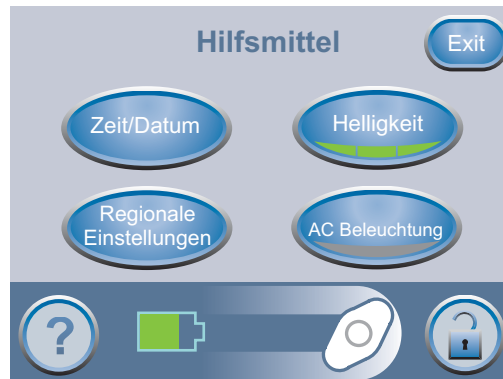 Hilfsmittel
Exit
Zeit/Datum
Helligkeit
Regionale
Einstellungen
AC Beleuchtung
?